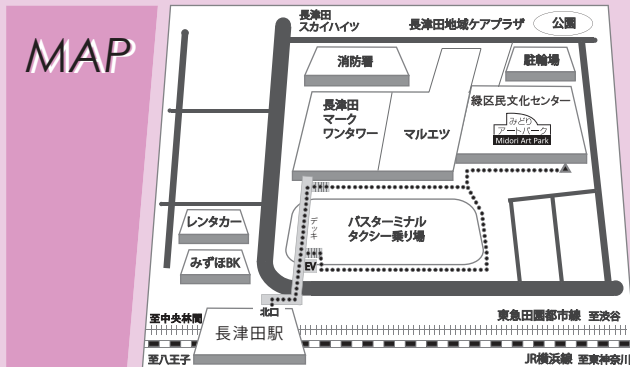 MAP
長津田
スカイハイツ
長津田地域ケアプラザ
公園
消防署
駐輪場
長津田
マーク
ワンタワー
マルエツ
緑区民文化センター
みどり
アートパーク
Midori Art Park
レンタカー
デッキ
バスターミナル
タクシー乗り場
みずほBK
EV
北口
至中央林間
東急田園都市線 至渋谷
長津田駅
至八王子
JR横浜線 至東神奈川